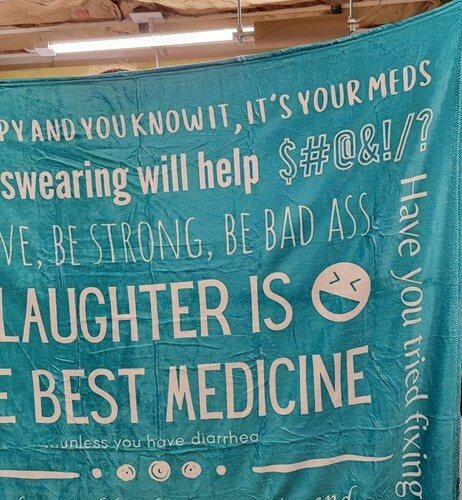 PY AND YOU KNOW IT, IT'S YOUR MEDS
swearing will help $#@&!/?
VE, BE STRONG, BE BAD ASS
LAUGHTER IS
E BEST MEDICINE
...unless you have diarrhea
and
Have you tried fixing